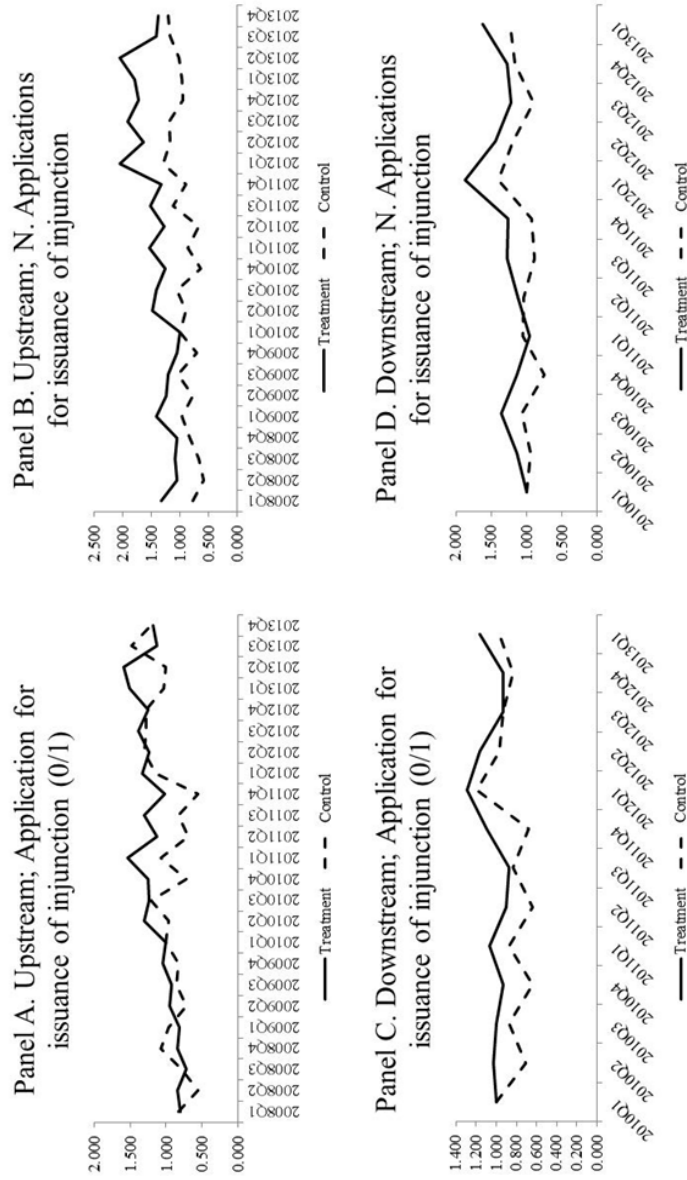 Panel A. Upstream; Application for
issuance of injunction (0/1)
2.000
1.500
1.000
0.500
0.000
2008Q1
2008Q2
2008Q3
2008Q4
2009Q1
2009Q2
2009Q3
2009Q4
2010Q1
2010Q2
2010Q3
2010Q4
2011Q1
2011Q2
2011Q3
2011Q4
2012Q1
2012Q2
2012Q3
2012Q4
2013Q1
2013Q2
2013Q3
2013Q4
Treatment Control
Panel B. Upstream; N. Applications
for issuance of injunction
2.500
2.000
1.500
1.000
0.500
0.000
2008Q1
2008Q2
2008Q3
2008Q4
2009Q1
2009Q2
2009Q3
2009Q4
2010Q1
2010Q2
2010Q3
2010Q4
2011Q1
2011Q2
2011Q3
2011Q4
2012Q1
2012Q2
2012Q3
2012Q4
2013Q1
2013Q2
2013Q3
2013Q4
Treatment Control
Panel C. Downstream; Application for
issuance of injunction (0/1)
1.400
1.200
1.000
0.800
0.600
0.400
0.200
0.000
2010Q1
2010Q2
2010Q3
2010Q4
2011Q1
2011Q2
2011Q3
2011Q4
2012Q1
2012Q2
2012Q3
2012Q4
2013Q1
Treatment Control
Panel D. Downstream; N. Applications
for issuance of injunction
2.000
1.500
1.000
0.500
0.000
2010Q1
2010Q2
2010Q3
2010Q4
2011Q1
2011Q2
2011Q3
2011Q4
2012Q1
2012Q2
2012Q3
2012Q4
2013Q1
Treatment Control